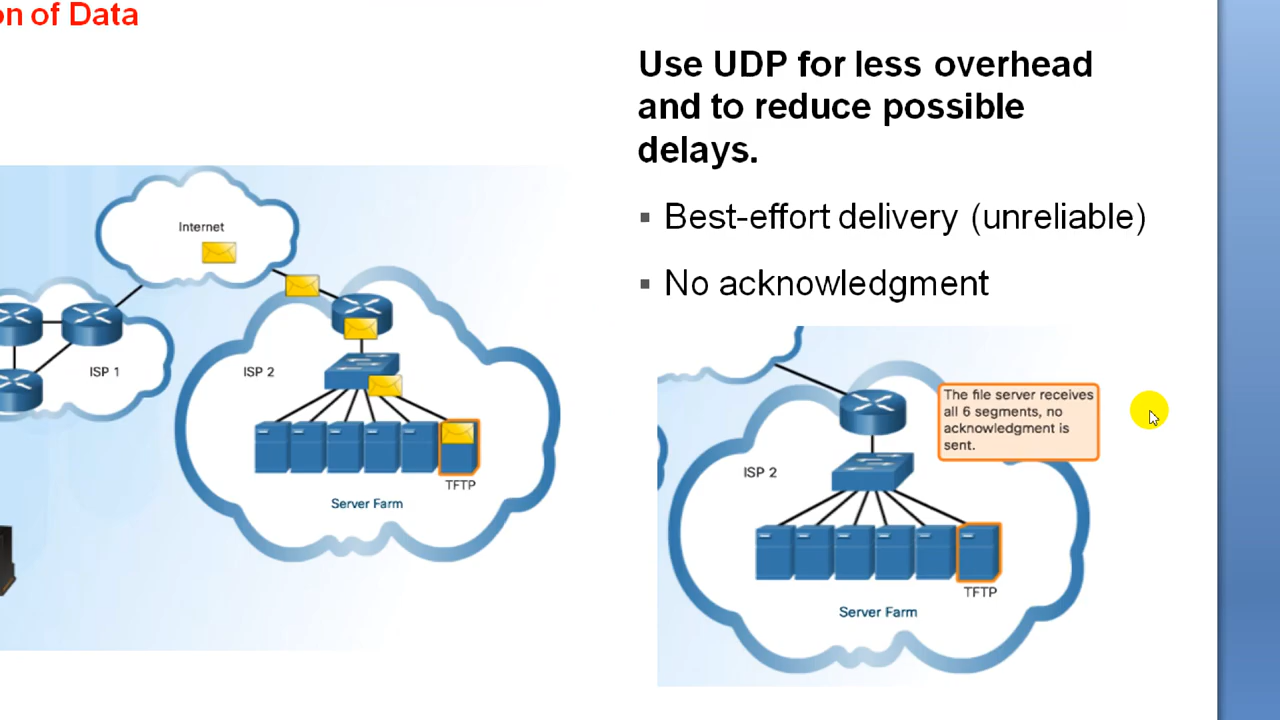 on of Data
Use UDP for less overhead
and to reduce possible
delays.
▪ Best-effort delivery (unreliable)
▪ No acknowledgment
Internet
ISP 1
ISP 2
TFTP
Server Farm
The file server receives
all 6 segments, no
acknowledgment is
sent.
ISP 2
TFTP
Server Farm